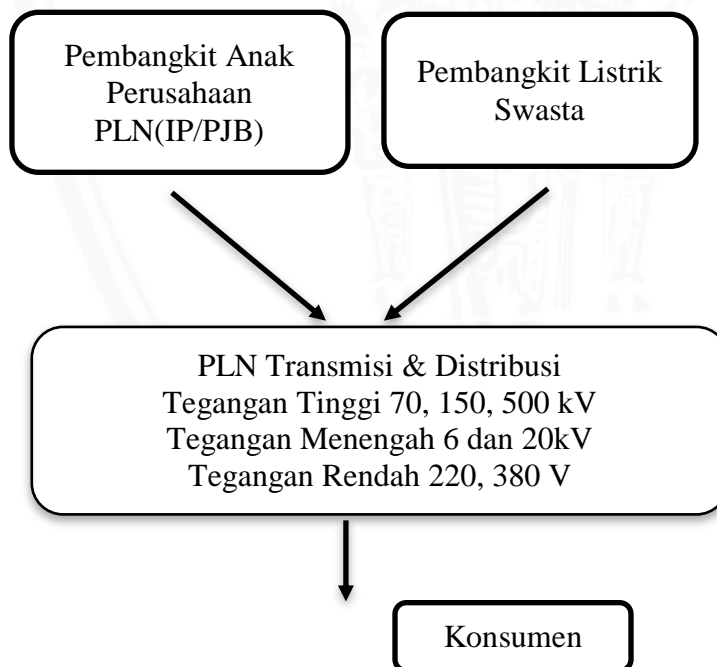 Pembangkit Anak
Perusahaan
PLN(IP/PJB)
Pembangkit Listrik
Swasta
PLN Transmisi & Distribusi
Tegangan Tinggi 70, 150, 500 kV
Tegangan Menengah 6 dan 20kV
Tegangan Rendah 220, 380 V
Konsumen